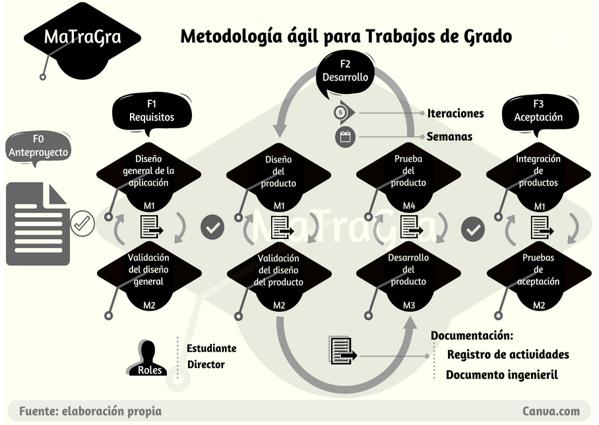 MaTraGra
Metodología ágil para Trabajos de Grado
F2
Desarrollo
F1
Requisitos
F3
Aceptación
F0
Anteproyecto
5
Iteraciones
Semanas
Diseño
general de la
aplicación
M1
Diseño
del
producto
M1
Prueba
del
producto
M4
Integración
de
productos
M1
MaTraGra
Validación
del diseño
general
M2
Validación
del diseño
del producto
M2
Desarrollo
del
producto
M3
Pruebas
de
aceptación
M2
Roles
Estudiante
Director
Documentación:
Registro de actividades
Documento ingenieril
Fuente: elaboración propia
Canva.com